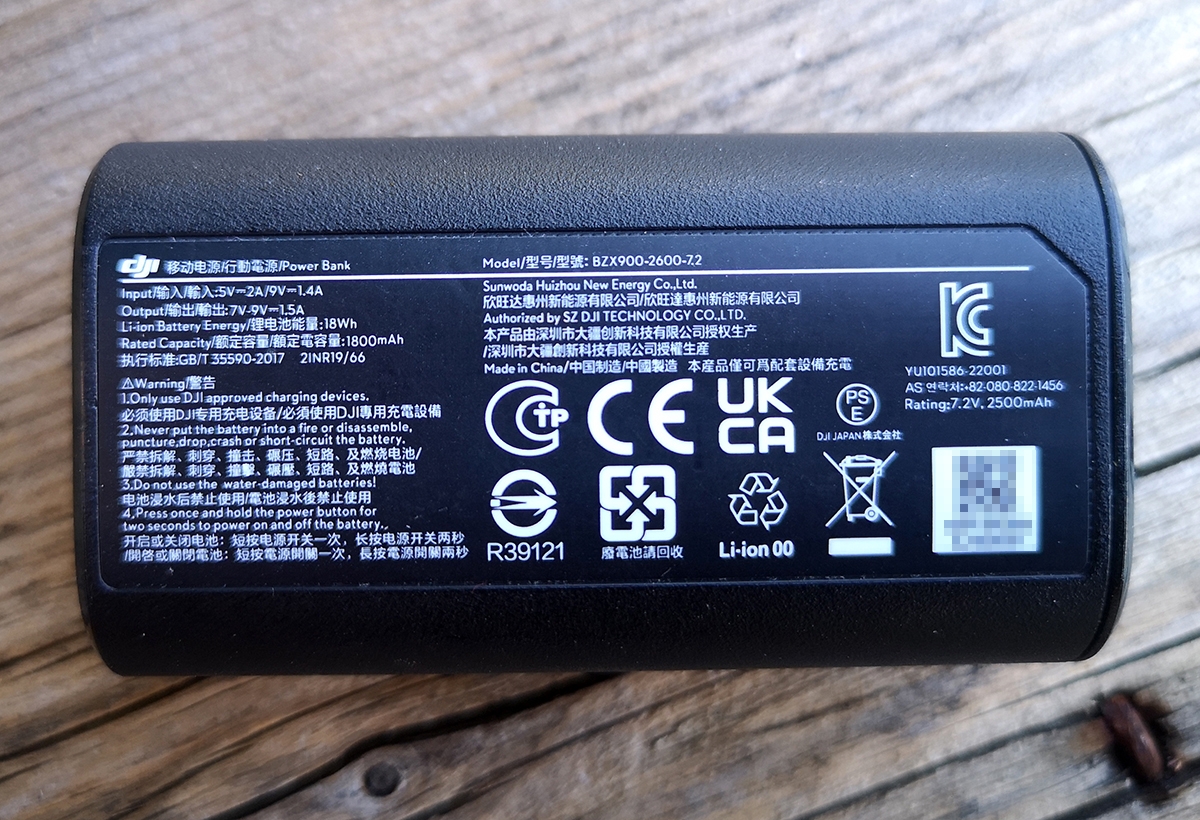 dji 移动电源/行動電源/Power Bank
Input/输入/輸入:5V⎓2A/9V⎓1.4A
Output/输出/輸出:7V-9V⎓1.5A
Li-ion Battery Energy/锂电池能量:18Wh
Rated Capacity/额定容量/額定電容量:1800mAh
执行标准:GB/T 35590-2017 2INR19/66
⚠Warning/警告
1.Only use DJI approved charging devices.
必须使用DJI专用充电设备/必須使用DJI專用充電設備
2.Never put the battery into a fire or disassemble,
puncture,drop,crash or short-circuit the battery.
严禁拆解、刺穿、撞击、碾压、短路、及燃烧电池/
嚴禁拆解、刺穿、撞擊、碾壓、短路、及燃燒電池
3.Do not use the water-damaged batteries!
电池浸水后禁止使用/電池浸水後禁止使用
4.Press once and hold the power button for
two seconds to power on and off the battery.
开启或关闭电池：短按电源开关一次，长按电源开关两秒
/開啓或關閉電池：短按電源開關一次，長按電源開關兩秒
Model/型号/型號: BZX900-2600-7.2
Sunwoda Huizhou New Energy Co.,Ltd.
欣旺达惠州新能源有限公司/欣旺達惠州新能源有限公司
Authorized by SZ DJI TECHNOLOGY CO.,LTD.
本产品由深圳市大疆创新科技有限公司授权生产
/深圳市大疆創新科技有限公司授權生産
Made in China/中国制造/中國製造 本産品僅可爲配套設備充電
TIP
CE
UK
CA
PS
E
DJI JAPAN 株式会社
R39121
廢電池請回收
Li-ion 00
KC
YU101586-22001
AS 연락처:+82-080-822-1456
Rating:7.2V, 2500mAh